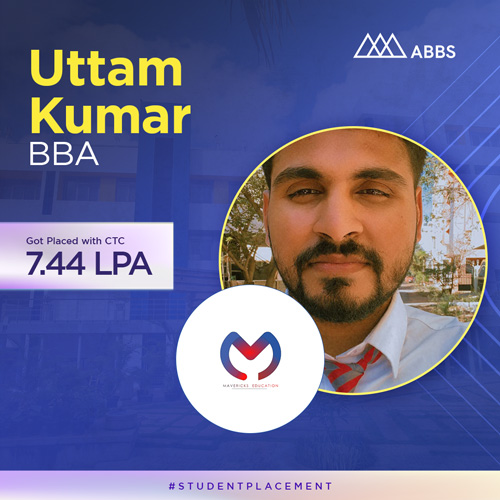 Uttam
Kumar
BBA
ABBS
Got Placed with CTC
7.44 LPA
MAVERICKS EDUCATION
#STUDENTPLACEMENT